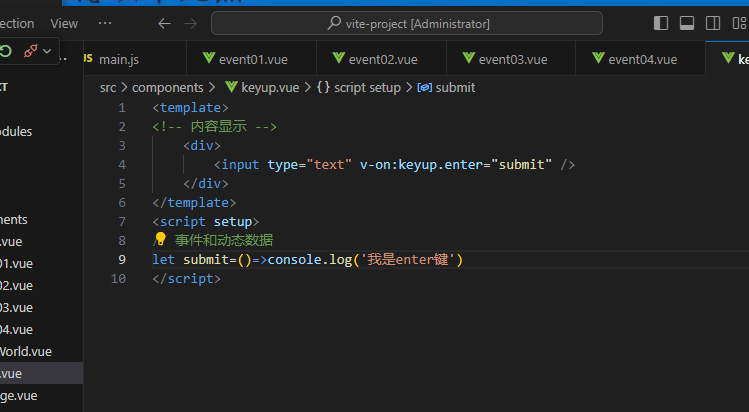 ection View ···
vite-project [Administrator]
JS main.js event01.vue event02.vue event03.vue event04.vue ke
CT
src > components > keyup.vue > {} script setup > submit
odules
nents
.vue
01.vue
02.vue
03.vue
04.vue
World.vue
.vue
ge.vue
1 <template>
2 <!-- 内容显示 -->
3 <div>
4 <input type="text" v-on:keyup.enter="submit" />
5 </div>
6 </template>
7 <script setup>
8 / 事件和动态数据
9 let submit=()=>console.log('我是enter键')
10 </script>